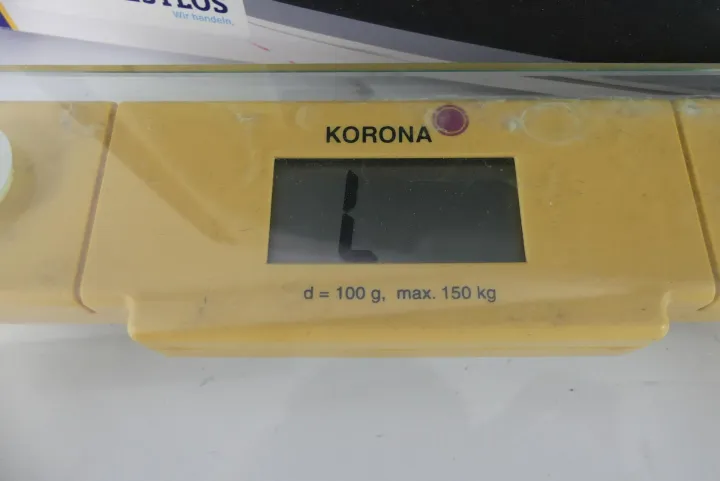 Wir handeln.
KORONA
L
d = 100 g, max. 150 kg